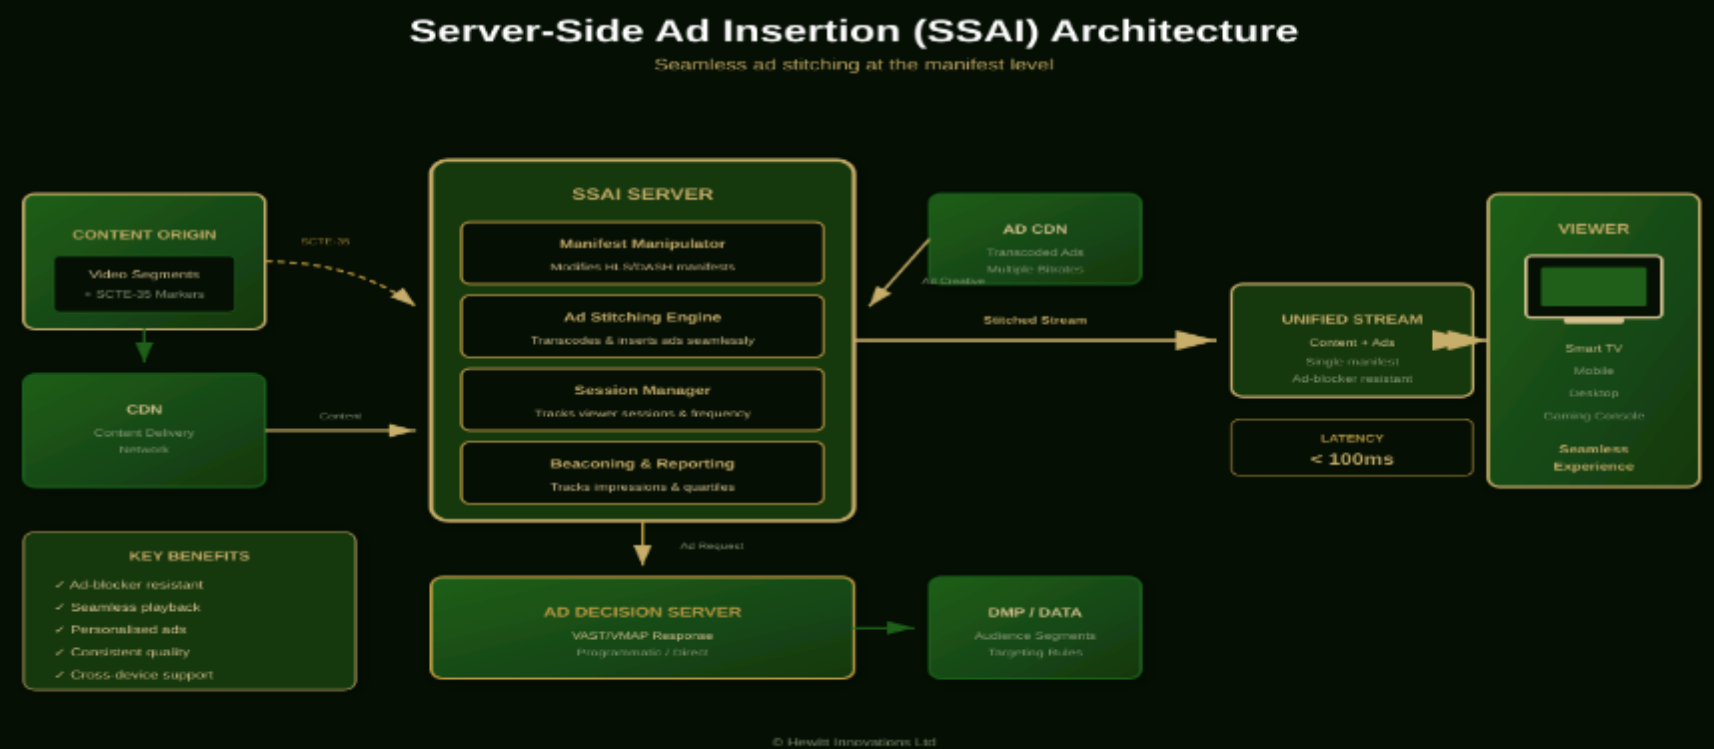 Server-Side Ad Insertion (SSAI) Architecture
Seamless ad stitching at the manifest level
CONTENT ORIGIN
Video Segments
+ SCTE-35 Markers
SCTE-35
CDN
Content Delivery
Network
Content
KEY BENEFITS
✓ Ad-blocker resistant
✓ Seamless playback
✓ Personalised ads
✓ Consistent quality
✓ Cross-device support
SSAI SERVER
Manifest Manipulator
Modifies HLS/DASH manifests
Ad Stitching Engine
Transcodes & inserts ads seamlessly
Session Manager
Tracks viewer sessions & frequency
Beaconing & Reporting
Tracks impressions & quartiles
Ad Request
AD DECISION SERVER
VAST/VMAP Response
Programmatic / Direct
AD CDN
Transcoded Ads
Multiple Bitrates
Ad Creative
Stitched Stream
DMP / DATA
Audience Segments
Targeting Rules
UNIFIED STREAM
Content + Ads
Single manifest
Ad-blocker resistant
LATENCY
< 100ms
VIEWER
Smart TV
Mobile
Desktop
Gaming Console
Seamless
Experience
© Hewitt Innovations Ltd